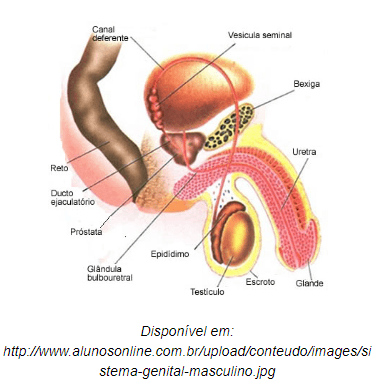 Canal
deferente
Vesicula seminal
Bexiga
Uretra
Reto
Ducto
ejaculatório
Próstata
Glândula
bulbouretral
Epidídimo
Testículo
Escroto
Glande
Disponível em:
http://www.alunosonline.com.br/upload/conteudo/images/si
stema-genital-masculino.jpg